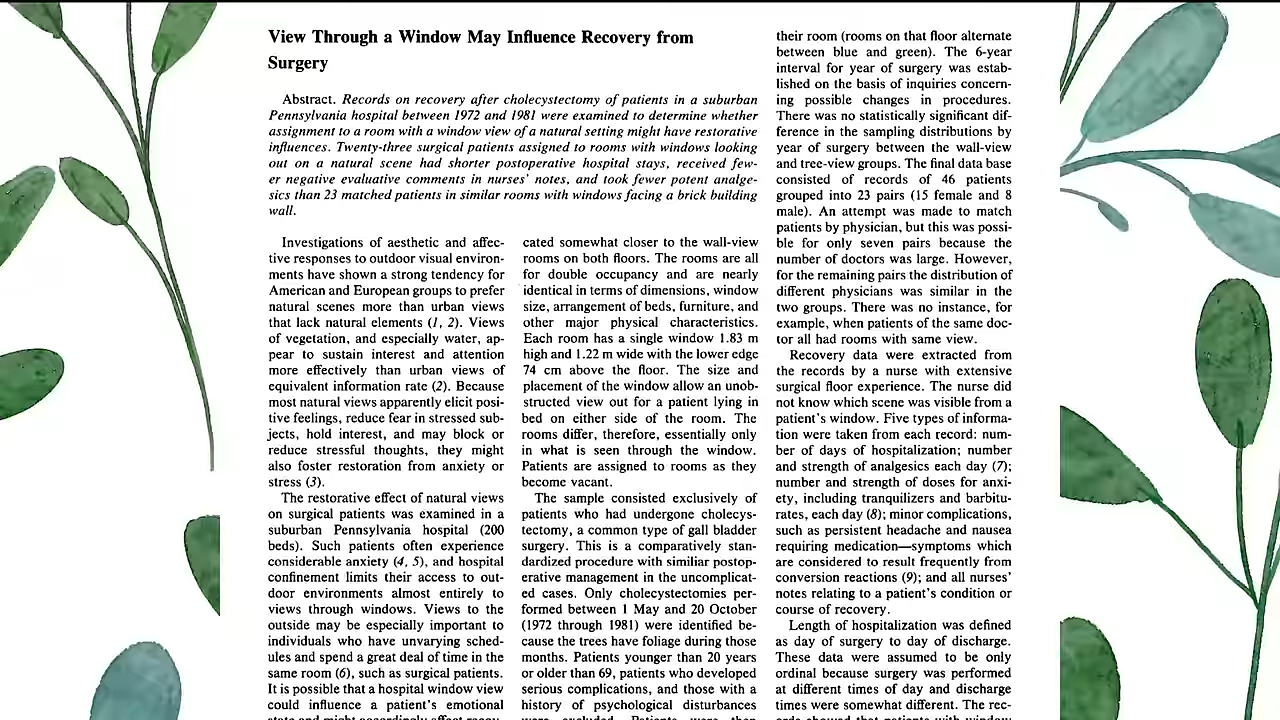 View Through a Window May Influence Recovery from
Surgery
Abstract. Records on recovery after cholecystectomy of patients in a suburban
Pennsylvania hospital between 1972 and 1981 were examined to determine whether
assignment to a room with a window view of a natural setting might have restorative
influences. Twenty-three surgical patients assigned to rooms with windows looking
out on a natural scene had shorter postoperative hospital stays, received few-
er negative evaluative comments in nurses' notes, and took fewer potent analge-
sics than 23 matched patients in similar rooms with windows facing a brick building
wall.
Investigations of aesthetic and affec-
tive responses to outdoor visual environ-
ments have shown a strong tendency for
American and European groups to prefer
natural scenes more than urban views
that lack natural elements (1, 2). Views
of vegetation, and especially water, ap-
pear to sustain interest and attention
more effectively than urban views of
equivalent information rate (2). Because
most natural views apparently elicit posi-
tive feelings, reduce fear in stressed sub-
jects, hold interest, and may block or
reduce stressful thoughts, they might
also foster restoration from anxiety or
stress (3).
The restorative effect of natural views
on surgical patients was examined in a
suburban Pennsylvania hospital (200
beds). Such patients often experience
considerable anxiety (4, 5), and hospital
confinement limits their access to out-
door environments almost entirely to
views through windows. Views to the
outside may be especially important to
individuals who have unvarying sched-
ules and spend a great deal of time in the
same room (6), such as surgical patients.
It is possible that a hospital window view
could influence a patient's emotional
state and might accordingly affect recov-
cated somewhat closer to the wall-view
rooms on both floors. The rooms are all
for double occupancy and are nearly
identical in terms of dimensions, window
size, arrangement of beds, furniture, and
other major physical characteristics.
Each room has a single window 1.83 m
high and 1.22 m wide with the lower edge
74 cm above the floor. The size and
placement of the window allow an unob-
structed view out for a patient lying in
bed on either side of the room. The
rooms differ, therefore, essentially only
in what is seen through the window.
Patients are assigned to rooms as they
become vacant.
The sample consisted exclusively of
patients who had undergone cholecys-
tectomy, a common type of gall bladder
surgery. This is a comparatively stan-
dardized procedure with similiar postop-
erative management in the uncomplicat-
ed cases. Only cholecystectomies per-
formed between 1 May and 20 October
(1972 through 1981) were identified be-
cause the trees have foliage during those
months. Patients younger than 20 years
or older than 69, patients who developed
serious complications, and those with a
history of psychological disturbances
were excluded. Patients were then
their room (rooms on that floor alternate
between blue and green). The 6-year
interval for year of surgery was estab-
lished on the basis of inquiries concern-
ing possible changes in procedures.
There was no statistically significant dif-
ference in the sampling distributions by
year of surgery between the wall-view
and tree-view groups. The final data base
consisted of records of 46 patients
grouped into 23 pairs (15 female and 8
male). An attempt was made to match
patients by physician, but this was possi-
ble for only seven pairs because the
number of doctors was large. However,
for the remaining pairs the distribution of
different physicians was similar in the
two groups. There was no instance, for
example, when patients of the same doc-
tor all had rooms with same view.
Recovery data were extracted from
the records by a nurse with extensive
surgical floor experience. The nurse did
not know which scene was visible from a
patient's window. Five types of informa-
tion were taken from each record: num-
ber of days of hospitalization; number
and strength of analgesics each day (7);
number and strength of doses for anxi-
ety, including tranquilizers and barbitu-
rates, each day (8); minor complications,
such as persistent headache and nausea
requiring medication—symptoms which
are considered to result frequently from
conversion reactions (9); and all nurses'
notes relating to a patient's condition or
course of recovery.
Length of hospitalization was defined
as day of surgery to day of discharge.
These data were assumed to be only
ordinal because surgery was performed
at different times of day and discharge
times were somewhat different. The rec-
ords showed that patients with window